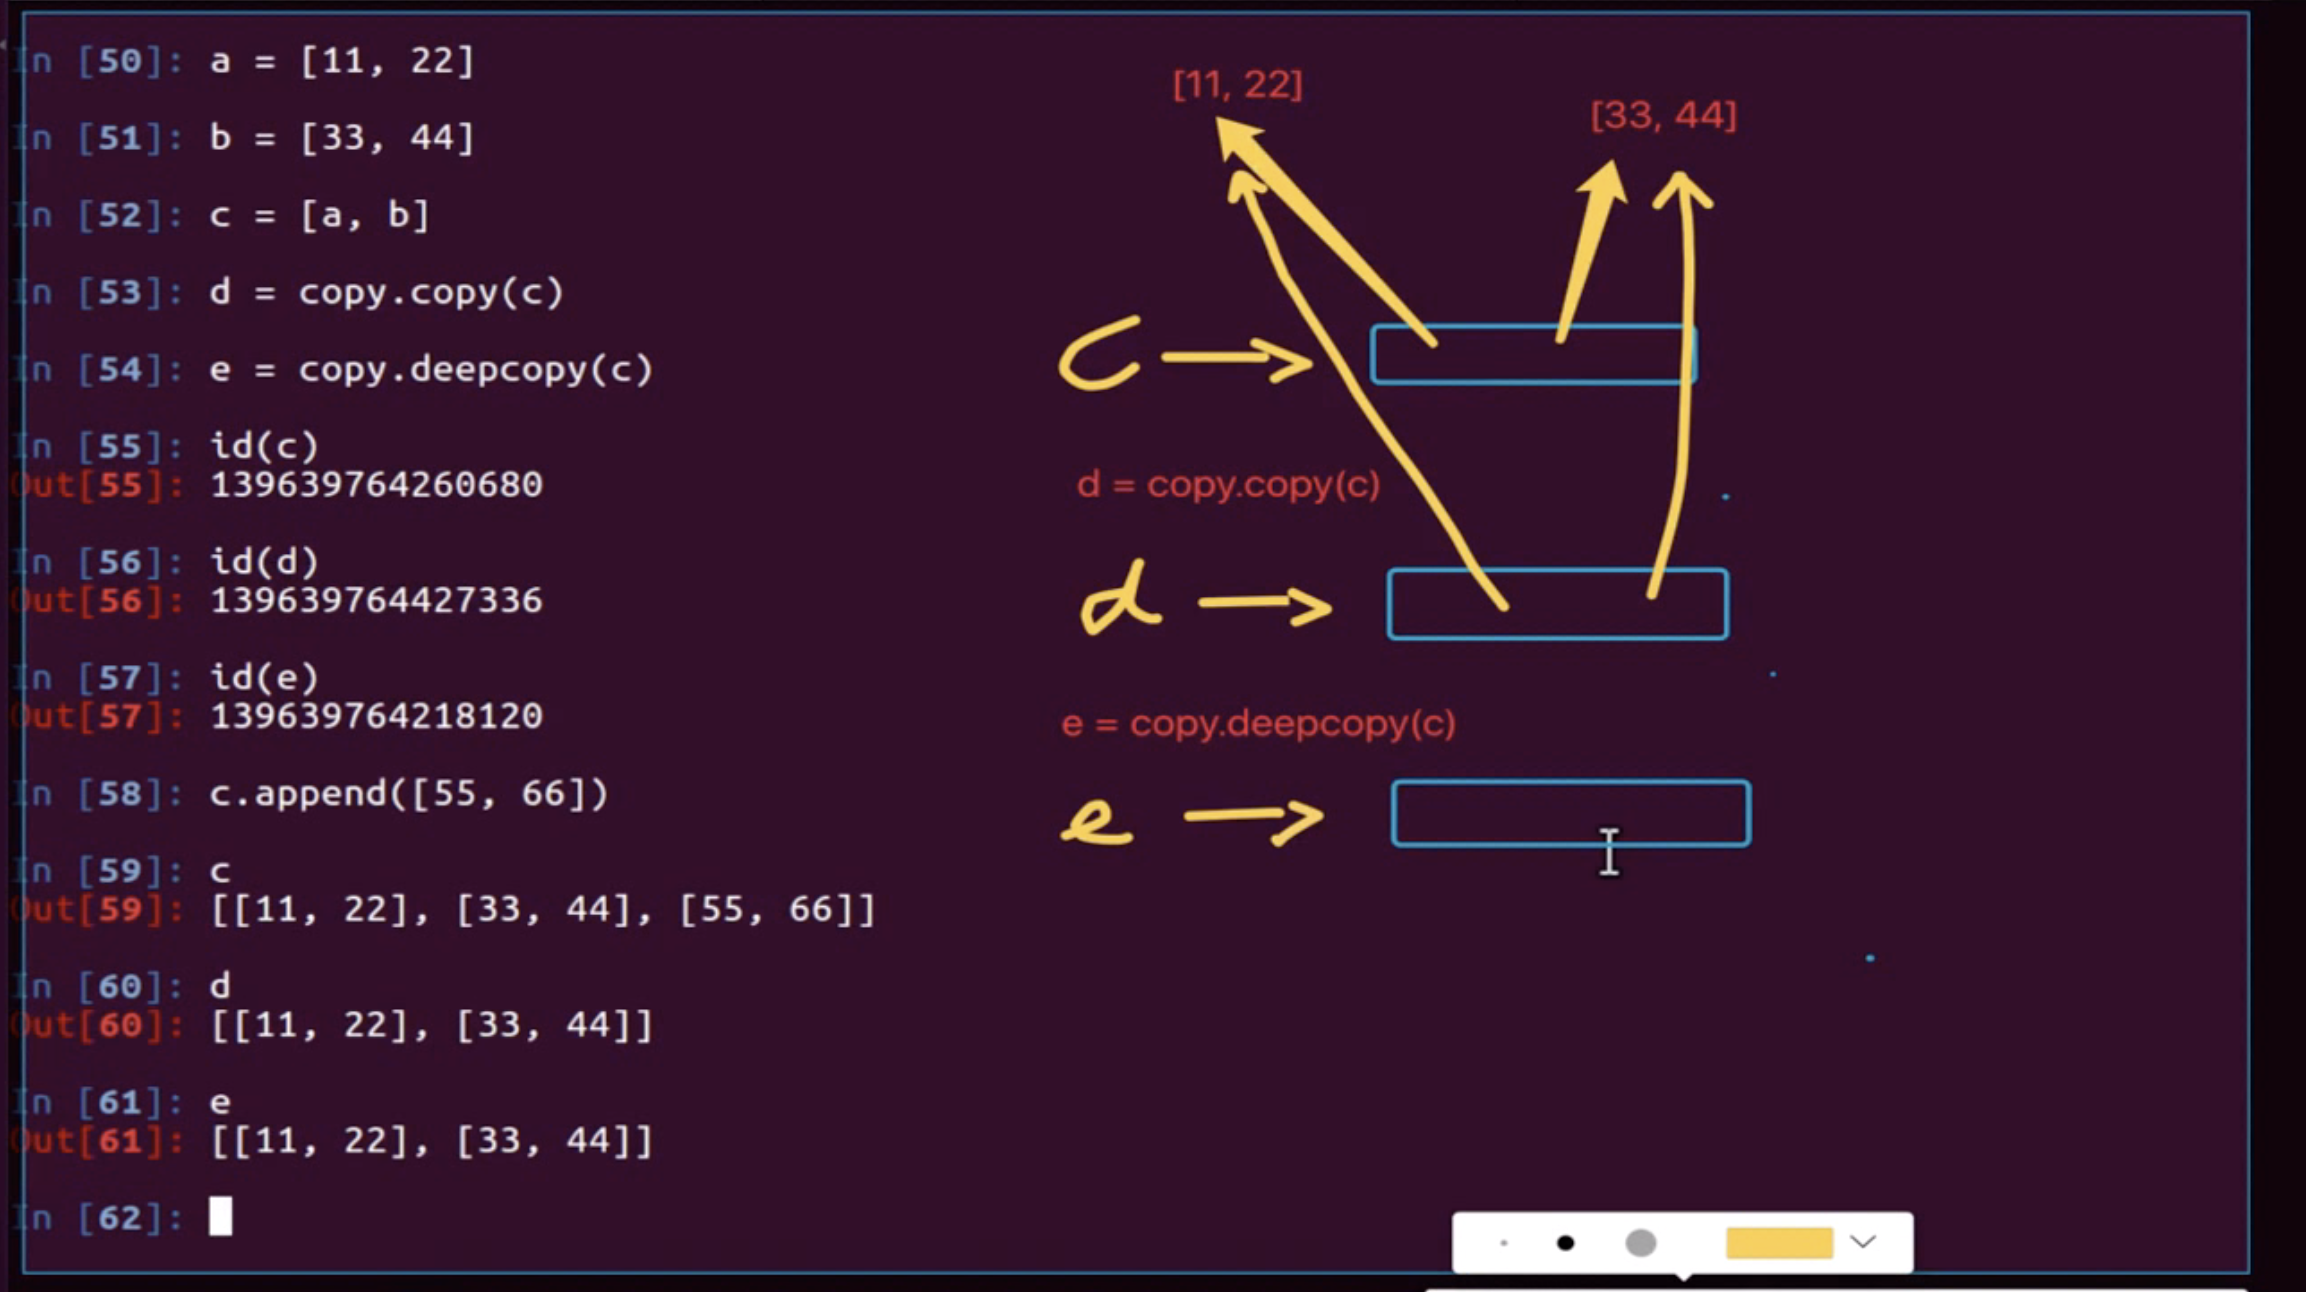 In [50]: a = [11, 22]
In [51]: b = [33, 44]
In [52]: c = [a, b]
In [53]: d = copy.copy(c)
In [54]: e = copy.deepcopy(c)
In [55]: id(c)
Out[55]: 139639764260680
In [56]: id(d)
Out[56]: 139639764427336
In [57]: id(e)
Out[57]: 139639764218120
In [58]: c.append([55, 66])
In [59]: c
Out[59]: [[11, 22], [33, 44], [55, 66]]
In [60]: d
Out[60]: [[11, 22], [33, 44]]
In [61]: e
Out[61]: [[11, 22], [33, 44]]
In [62]:
[11, 22]
[33, 44]
c
d = copy.copy(c)
d
e = copy.deepcopy(c)
e